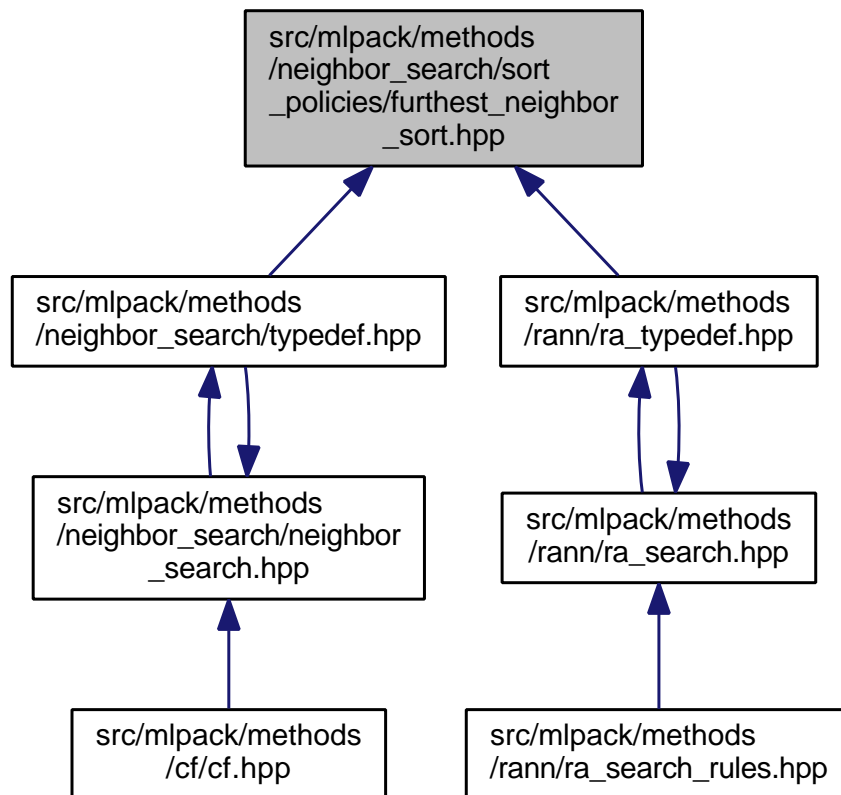 src/mlpack/methods
/neighbor_search/sort
_policies/furthest_neighbor
_sort.hpp
src/mlpack/methods
/neighbor_search/typedef.hpp
src/mlpack/methods
/rann/ra_typedef.hpp
src/mlpack/methods
/neighbor_search/neighbor
_search.hpp
src/mlpack/methods
/rann/ra_search.hpp
src/mlpack/methods
/cf/cf.hpp
src/mlpack/methods
/rann/ra_search_rules.hpp